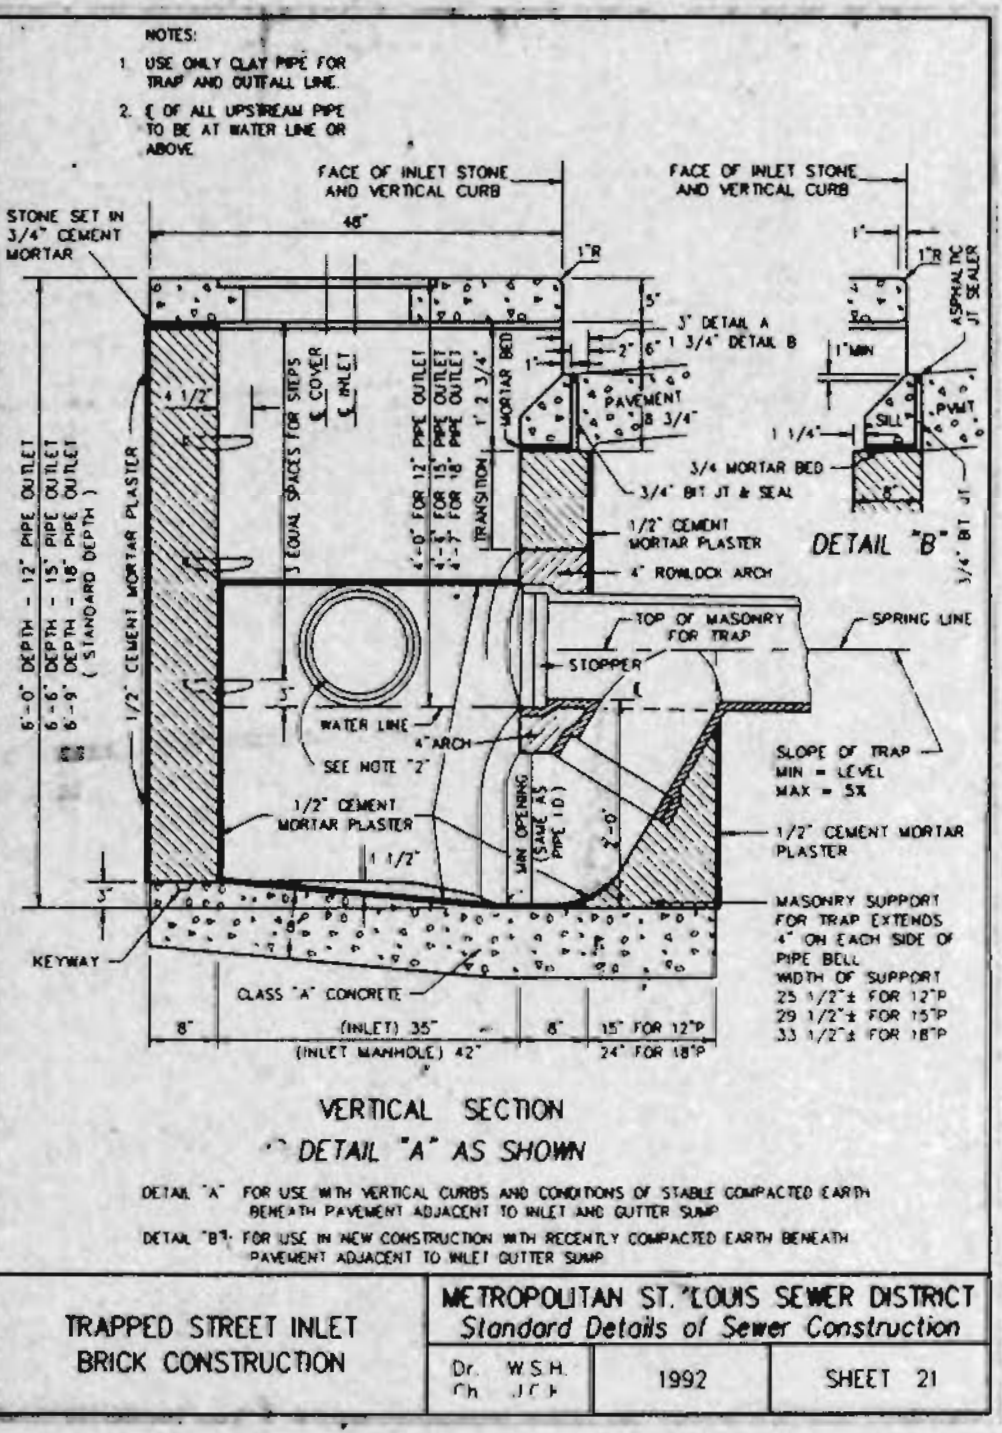 NOTES:
1. USE ONLY CLAY PIPE FOR
TRAP AND OUTFALL LINE.
2. ℄ OF ALL UPSTREAM PIPE
TO BE AT WATER LINE OR
ABOVE
FACE OF INLET STONE
AND VERTICAL CURB
FACE OF INLET STONE
AND VERTICAL CURB
STONE SET IN
3/4" CEMENT
MORTAR
48"
1"R
1"
1"R
ASPHALTIC
JT SEALER
5"
3" DETAIL A
1 3/4" DETAIL B
2"
6"
1"
1" MIN
4 1/2"
℄ COVER
℄ INLET
3 EQUAL SPACES FOR STEPS
4'-0" FOR 12" PIPE OUTLET
4'-6" FOR 15" PIPE OUTLET
4'-7" FOR 18" PIPE OUTLET
1' 2 3/4"
MORTAR BED
TRANSITION
PAVEMENT
8 3/4"
SILL
PVMT
1 1/4"
3/4 MORTAR BED
3/4" BIT JT & SEAL
8"
3/4" BIT JT
DETAIL "B"
1/2" CEMENT
MORTAR PLASTER
4" ROWLOCK ARCH
6'-0" DEPTH - 12" PIPE OUTLET
6'-6" DEPTH - 15" PIPE OUTLET
6'-9" DEPTH - 18" PIPE OUTLET
( STANDARD DEPTH )
1/2" CEMENT MORTAR PLASTER
TOP OF MASONRY
FOR TRAP
SPRING LINE
STOPPER
℄
3"
WATER LINE
4" ARCH
SEE NOTE "2"
SLOPE OF TRAP
MIN = LEVEL
MAX = 5%
1/2" CEMENT
MORTAR PLASTER
MIN OPENING
(SAME AS
PIPE I D)
2'-0"
1 1/2"
1/2" CEMENT MORTAR
PLASTER
3"
8"
KEYWAY
CLASS "A" CONCRETE
MASONRY SUPPORT
FOR TRAP EXTENDS
4" ON EACH SIDE OF
PIPE BELL
WIDTH OF SUPPORT
25 1/2"± FOR 12"P
29 1/2"± FOR 15"P
33 1/2"± FOR 18"P
8"
(INLET) 35"
8"
15" FOR 12"P
(INLET MANHOLE) 42"
24" FOR 18"P
VERTICAL SECTION
DETAIL "A" AS SHOWN
DETAIL "A" FOR USE WITH VERTICAL CURBS AND CONDITIONS OF STABLE COMPACTED EARTH
BENEATH PAVEMENT ADJACENT TO INLET AND GUTTER SUMP
DETAIL "B" FOR USE IN NEW CONSTRUCTION WITH RECENTLY COMPACTED EARTH BENEATH
PAVEMENT ADJACENT TO INLET GUTTER SUMP
TRAPPED STREET INLET
BRICK CONSTRUCTION
METROPOLITAN ST. LOUIS SEWER DISTRICT
Standard Details of Sewer Construction
Dr. W.S.H.
Ch
1992
SHEET 21